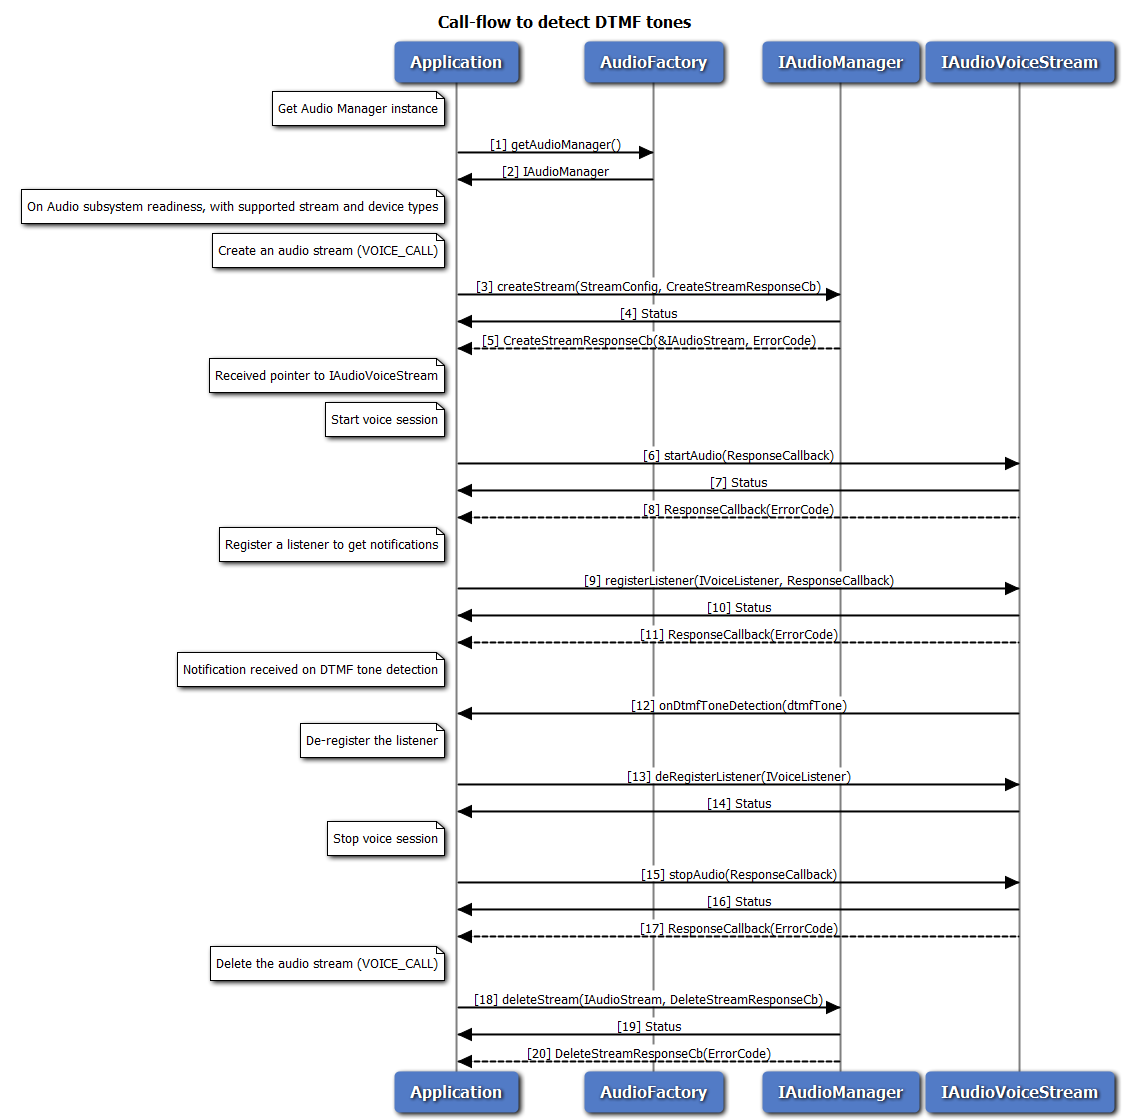 Call-flow to detect DTMF tones
Application
AudioFactory
IAudioManager
IAudioVoiceStream
Get Audio Manager instance
[1] getAudioManager()
[2] IAudioManager
On Audio subsystem readiness, with supported stream and device types
Create an audio stream (VOICE_CALL)
[3] createStream(StreamConfig, CreateStreamResponseCb)
[4] Status
[5] CreateStreamResponseCb(&IAudioStream, ErrorCode)
Received pointer to IAudioVoiceStream
Start voice session
[6] startAudio(ResponseCallback)
[7] Status
[8] ResponseCallback(ErrorCode)
Register a listener to get notifications
[9] registerListener(IVoiceListener, ResponseCallback)
[10] Status
[11] ResponseCallback(ErrorCode)
Notification received on DTMF tone detection
[12] onDtmfToneDetection(dtmfTone)
De-register the listener
[13] deRegisterListener(IVoiceListener)
[14] Status
Stop voice session
[15] stopAudio(ResponseCallback)
[16] Status
[17] ResponseCallback(ErrorCode)
Delete the audio stream (VOICE_CALL)
[18] deleteStream(IAudioStream, DeleteStreamResponseCb)
[19] Status
[20] DeleteStreamResponseCb(ErrorCode)
Application
AudioFactory
IAudioManager
IAudioVoiceStream